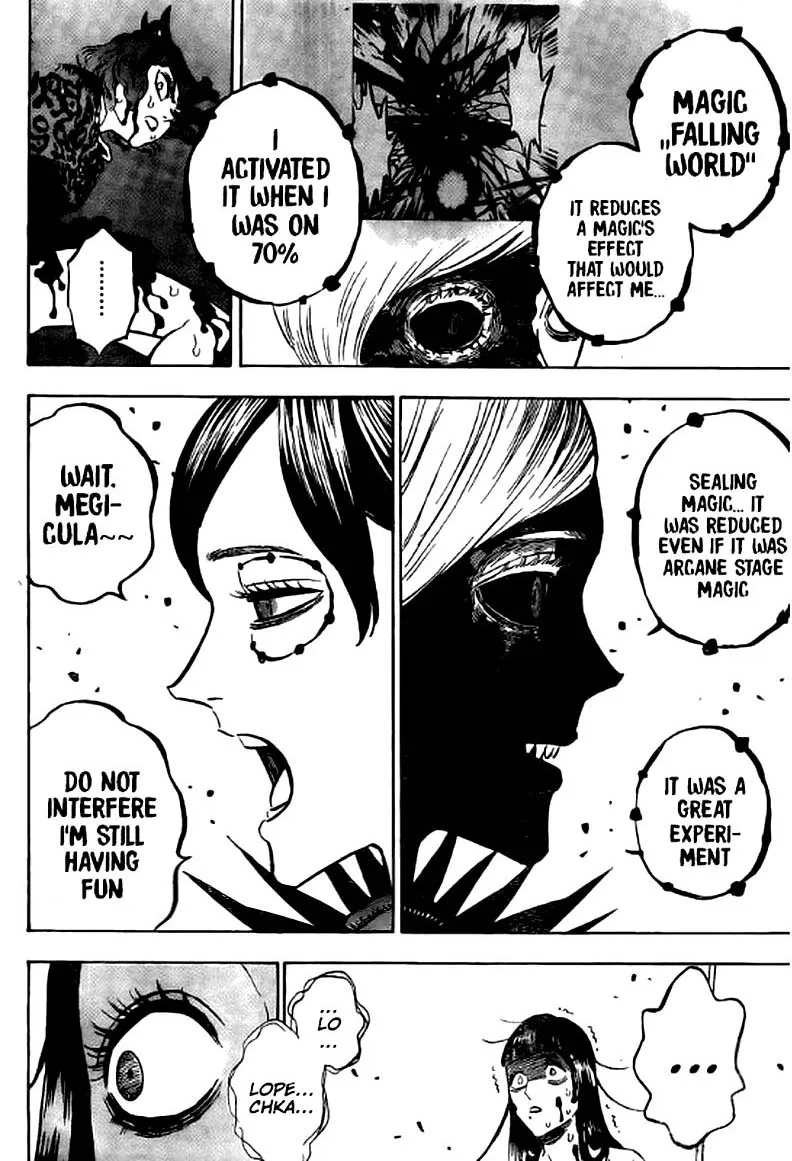 MAGIC
„FALLING
WORLD"
IT REDUCES
A MAGIC'S
EFFECT
THAT WOULD
AFFECT ME...
I
ACTIVATED
IT WHEN I
WAS ON
70%
........
SEALING
MAGIC... IT
WAS REDUCED
EVEN IF IT WAS
ARCANE STAGE
MAGIC
IT WAS A
GREAT
EXPERI-
MENT
WAIT.
MEGI-
CULA~~
DO NOT
INTERFERE
I'M STILL
HAVING
FUN
...
...
LO
...
LOPE...
CHKA...